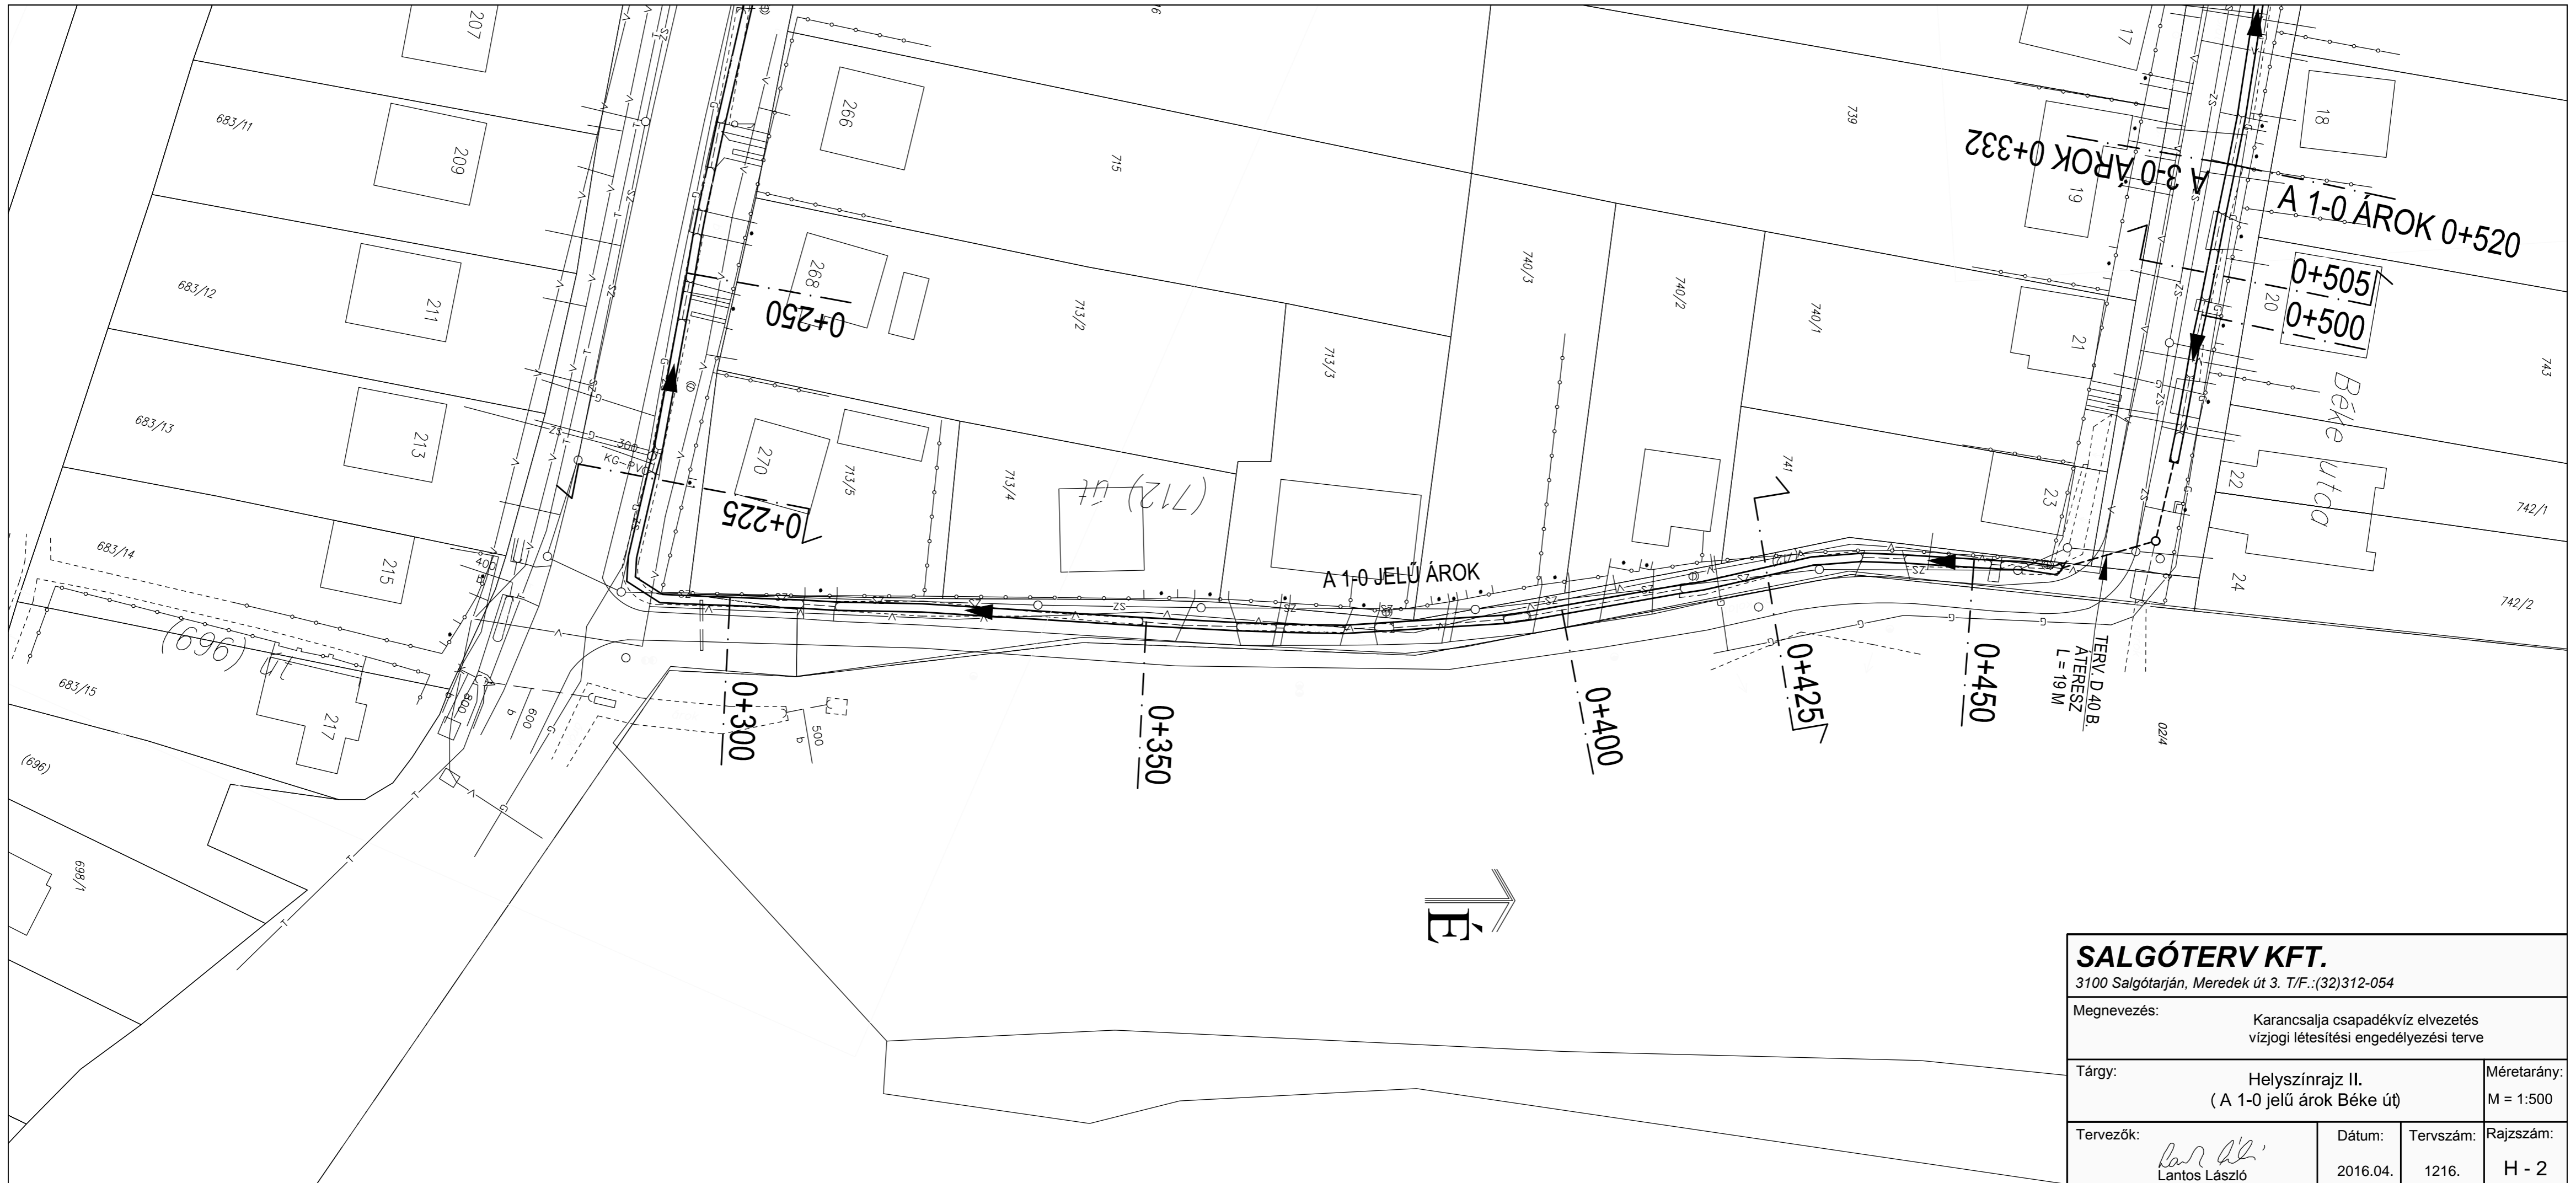 207
683/11
209
683/12
211
683/13
213
683/14
215
(696) út
683/15
217
(696)
698/1
266
715
268
0+250
713/2
713/3
270
713/5
0+225
713/4
(712) út
300
KG-PVC
400
b
800
b
600
b
500
b
A 1-0 JELŰ ÁROK
0+300
0+350
0+400
0+425
0+450
740/3
740/2
740/1
741
739
17
18
19
A 3-0 ÁROK 0+332
A 1-0 ÁROK 0+520
0+505
0+500
20
21
743
Béke utca
22
23
24
742/1
742/2
TERV. D 40 B.
ÁTERESZ
L = 19 M
02/4
É
SALGÓTERV KFT.
3100 Salgótarján, Meredek út 3. T/F.:(32)312-054
Megnevezés:
Karancsalja csapadékvíz elvezetés
vízjogi létesítési engedélyezési terve
Tárgy:
Helyszínrajz II.
( A 1-0 jelű árok Béke út)
Méretarány:
M = 1:500
Tervezők:
Lantos László
Dátum:
2016.04.
Tervszám:
1216.
Rajzszám:
H - 2